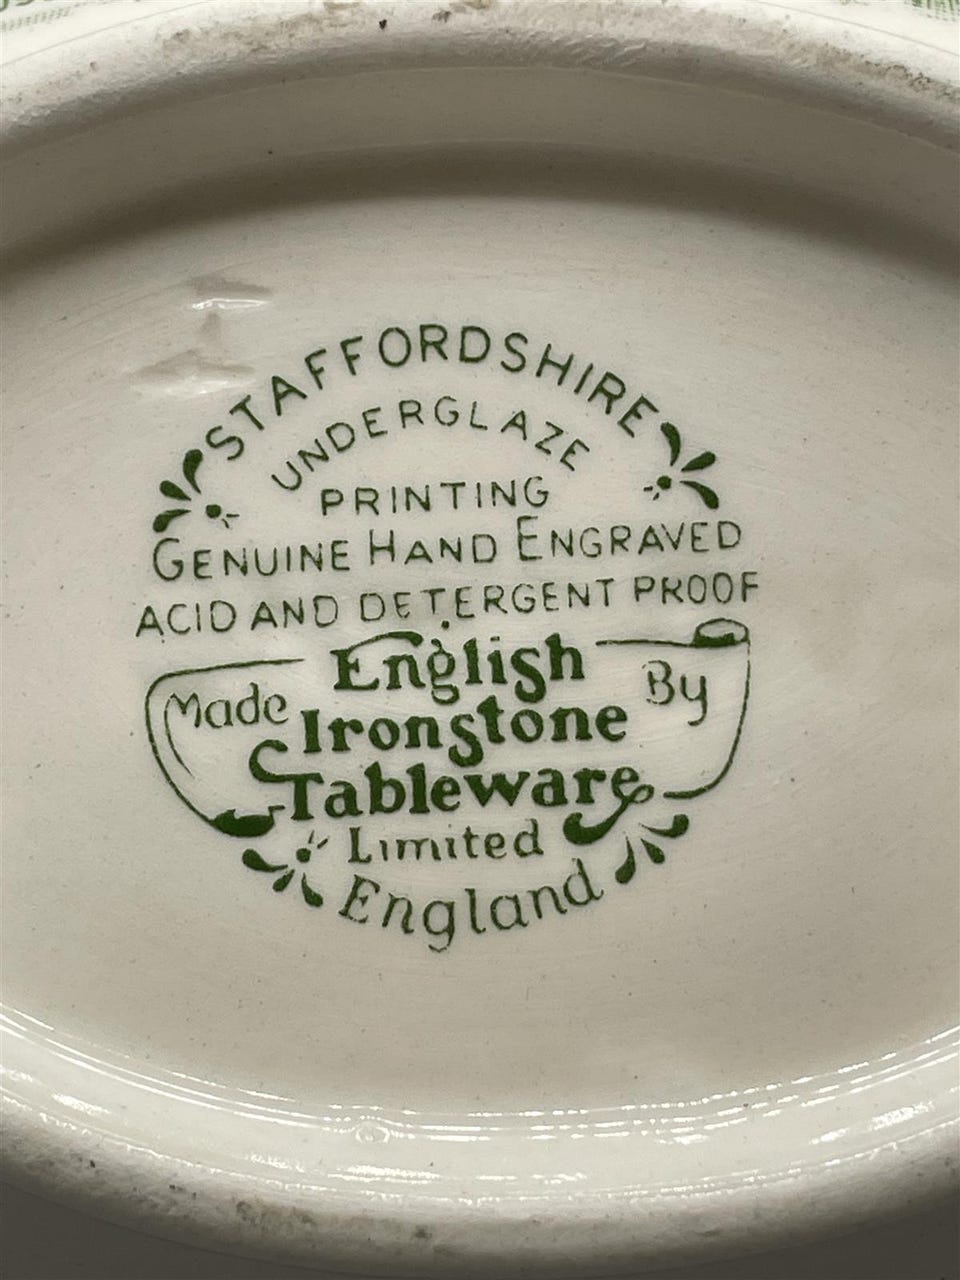 STAFFORDSHIRE
UNDERGLAZE
PRINTING
GENUINE HAND ENGRAVED
ACID AND DETERGENT PROOF
Made English By
Ironstone
Tableware
Limited
England